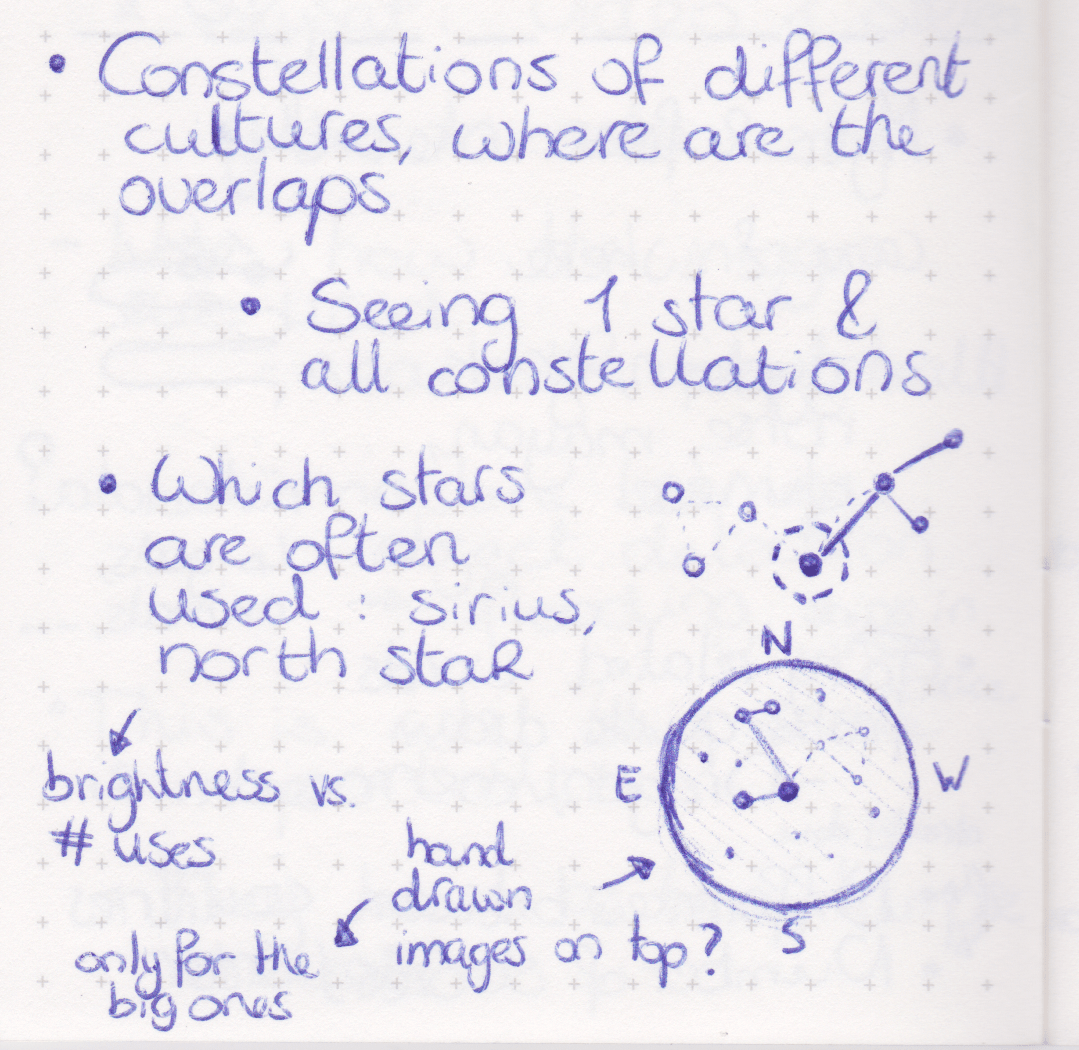 • Constellations of different
cultures, where are the
overlaps
• Seeing 1 star &
all constellations
• Which stars
are often
used : sirius,
north star
N
E
W
S
brightness vs.
# uses
hand
drawn
images on top?
only for the
big ones